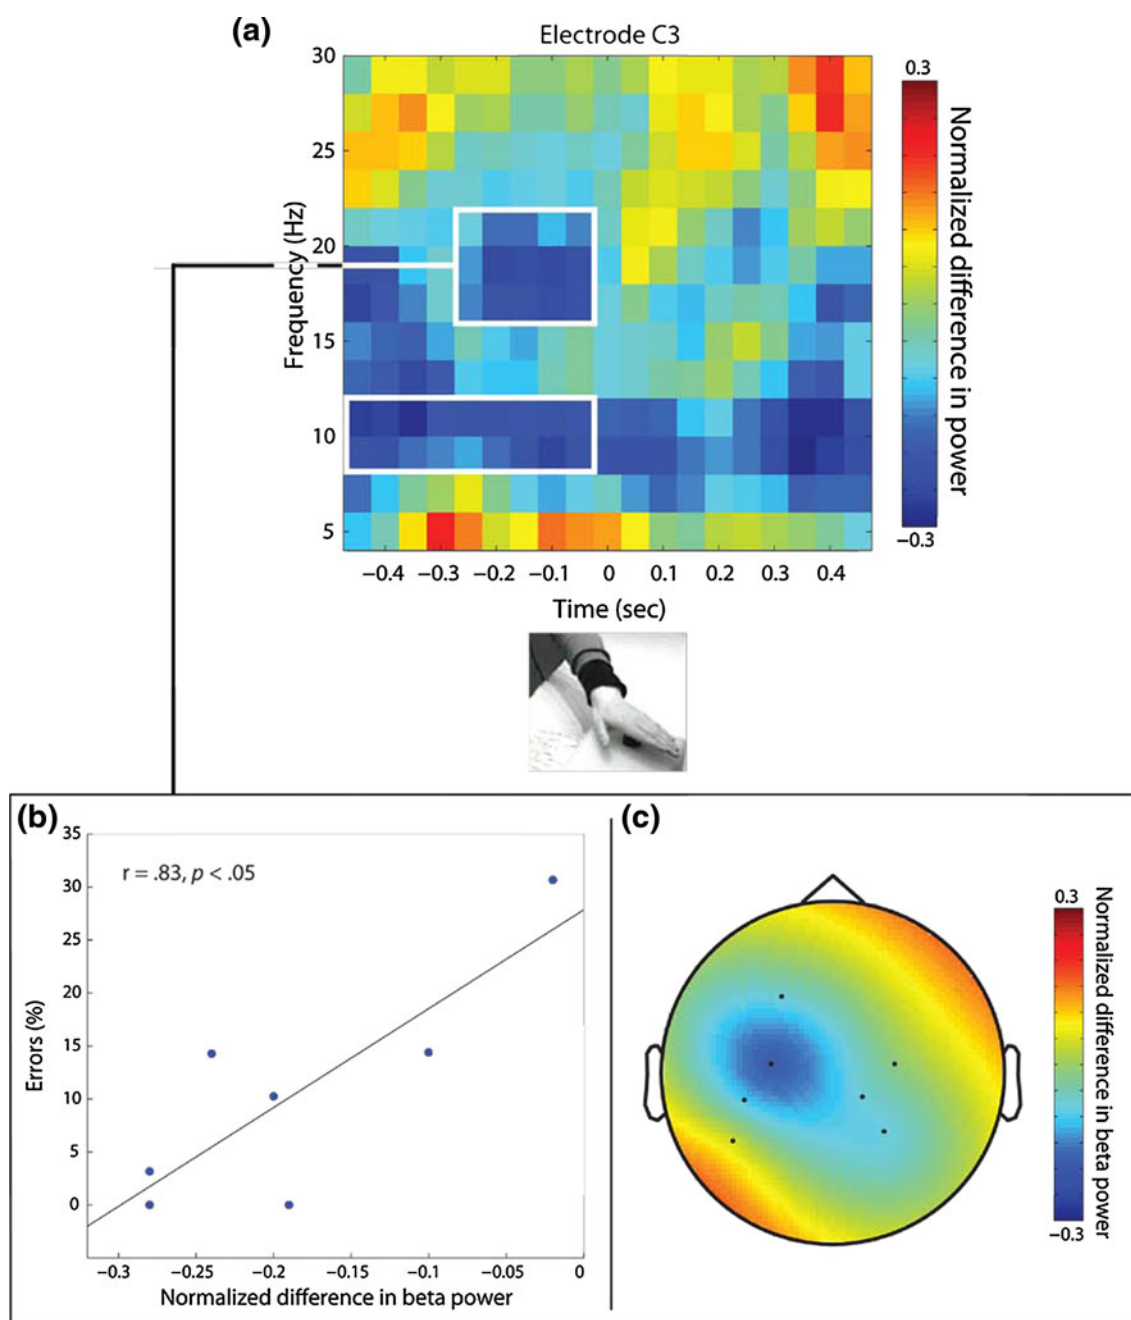 (a)
Electrode C3
30
25
20
15
10
5
Frequency (Hz)
−0.4 −0.3 −0.2 −0.1 0 0.1 0.2 0.3 0.4
Time (sec)
0.3
−0.3
Normalized difference in power
(b)
35
30
25
20
15
10
5
0
r = .83, p < .05
Errors (%)
−0.3 −0.25 −0.2 −0.15 −0.1 −0.05 0
Normalized difference in beta power
(c)
0.3
−0.3
Normalized difference in beta power